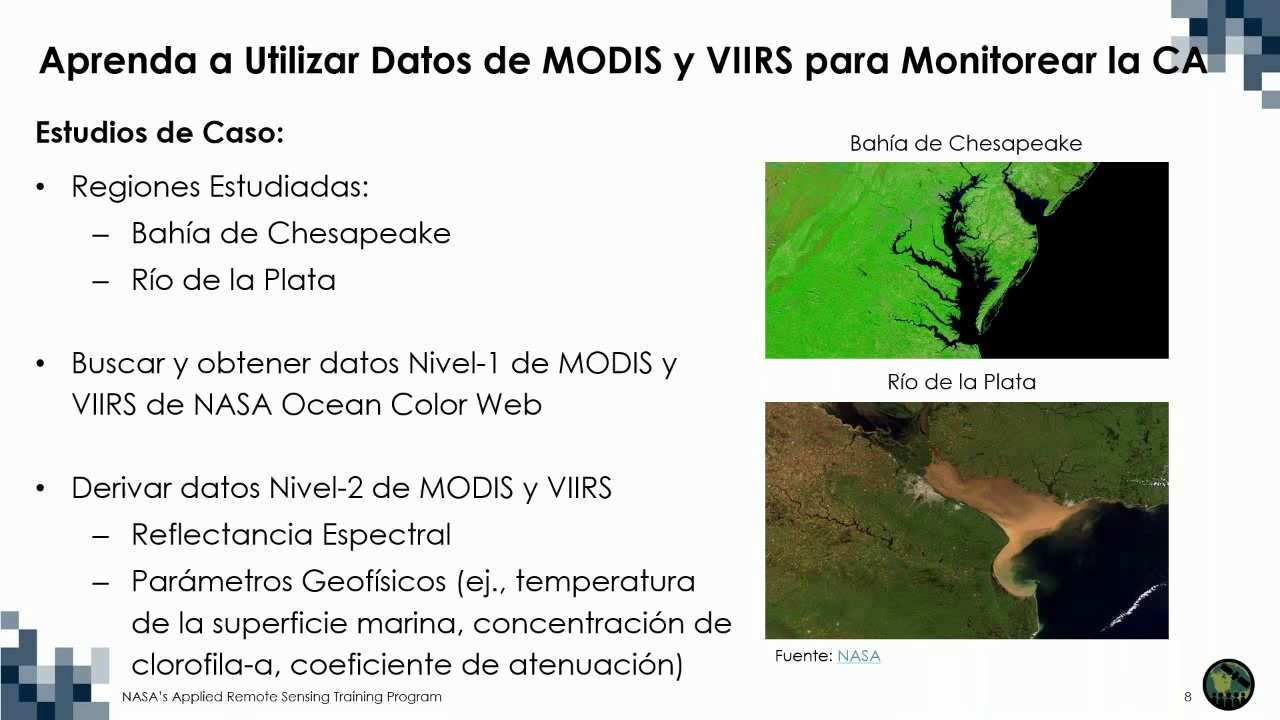 Aprenda a Utilizar Datos de MODIS y VIIRS para Monitorear la CA
Estudios de Caso:
• Regiones Estudiadas:
– Bahía de Chesapeake
– Río de la Plata
• Buscar y obtener datos Nivel-1 de MODIS y
VIIRS de NASA Ocean Color Web
• Derivar datos Nivel-2 de MODIS y VIIRS
– Reflectancia Espectral
– Parámetros Geofísicos (ej., temperatura
de la superficie marina, concentración de
clorofila-a, coeficiente de atenuación)
Bahía de Chesapeake
Río de la Plata
Fuente: NASA
NASA's Applied Remote Sensing Training Program
8